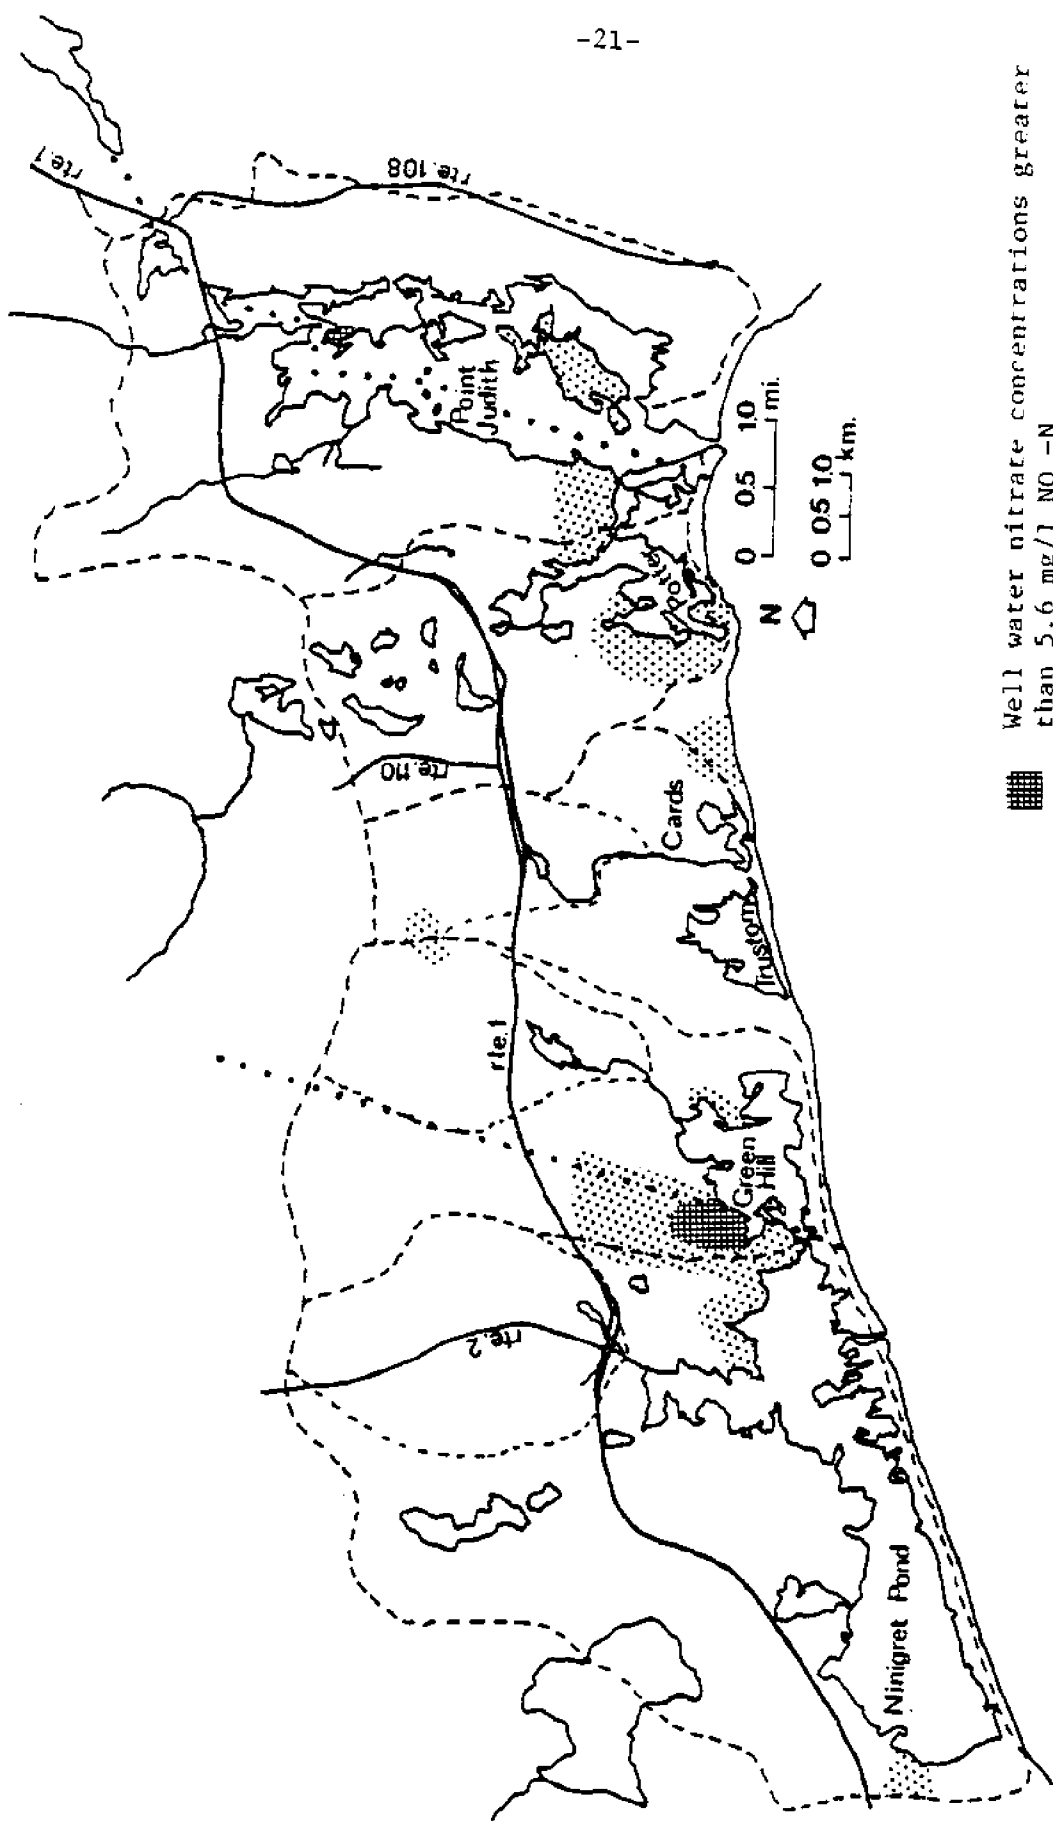 -21-
rte.1
rte. 108
Point
Judith
rte. 110
Cards
Trustom
rte.1
Green
Hill
rte. 2
Ninigret Pond
N
0 0.5 1.0
mi.
0 0.5 1.0
km.
Well water nitrate concentrations greater
than 5.6 mg/l NO -N